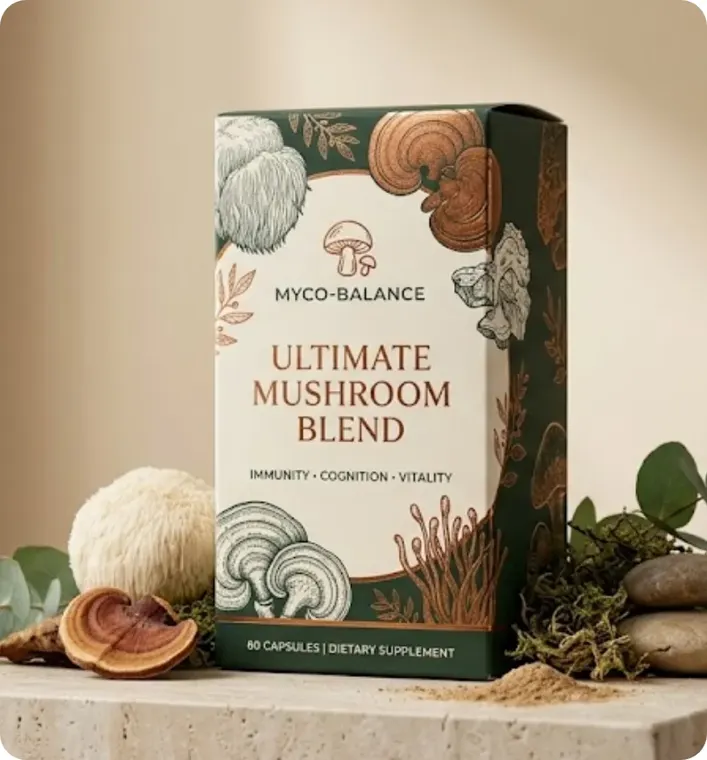 MYCO-BALANCE
ULTIMATE
MUSHROOM
BLEND
IMMUNITY • COGNITION • VITALITY
60 CAPSULES | DIETARY SUPPLEMENT